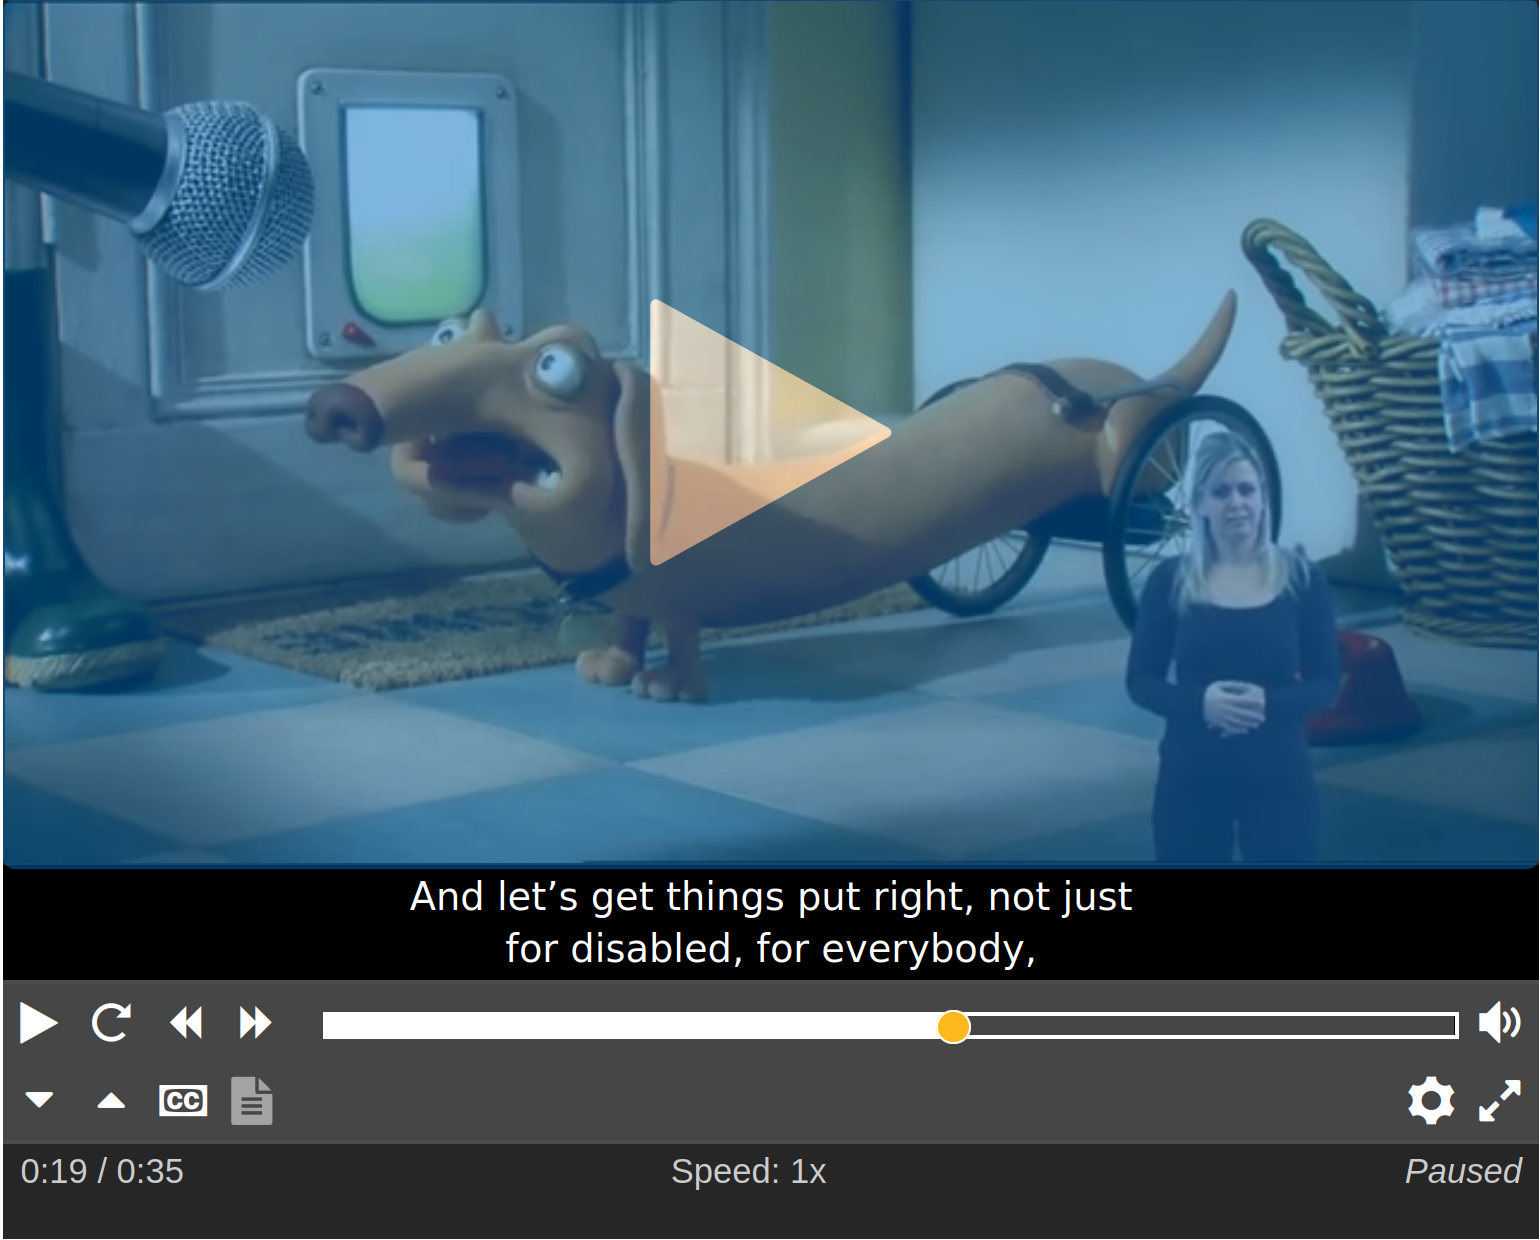 And let’s get things put right, not just
for disabled, for everybody,
CC
0:19 / 0:35
Speed: 1x
Paused